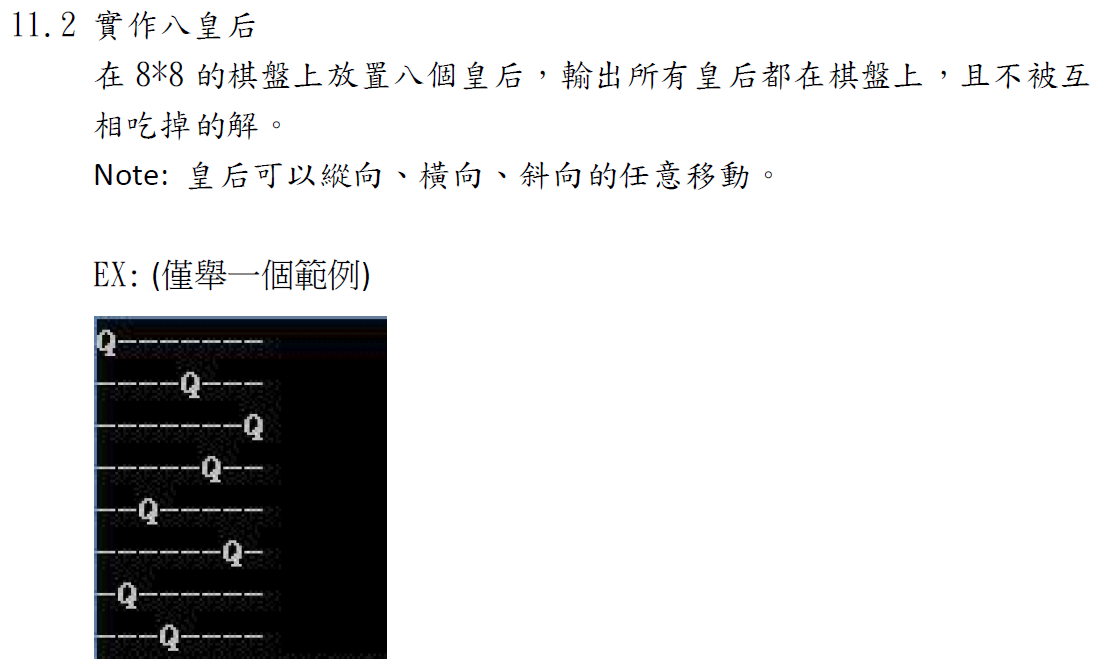 11.2 實作八皇后
在 8*8 的棋盤上放置八個皇后，輸出所有皇后都在棋盤上，且不被互
相吃掉的解。
Note: 皇后可以縱向、橫向、斜向的任意移動。
EX: (僅舉一個範例)
Q-------
----Q---
-------Q
-----Q--
--Q-----
------Q-
-Q------
---Q----